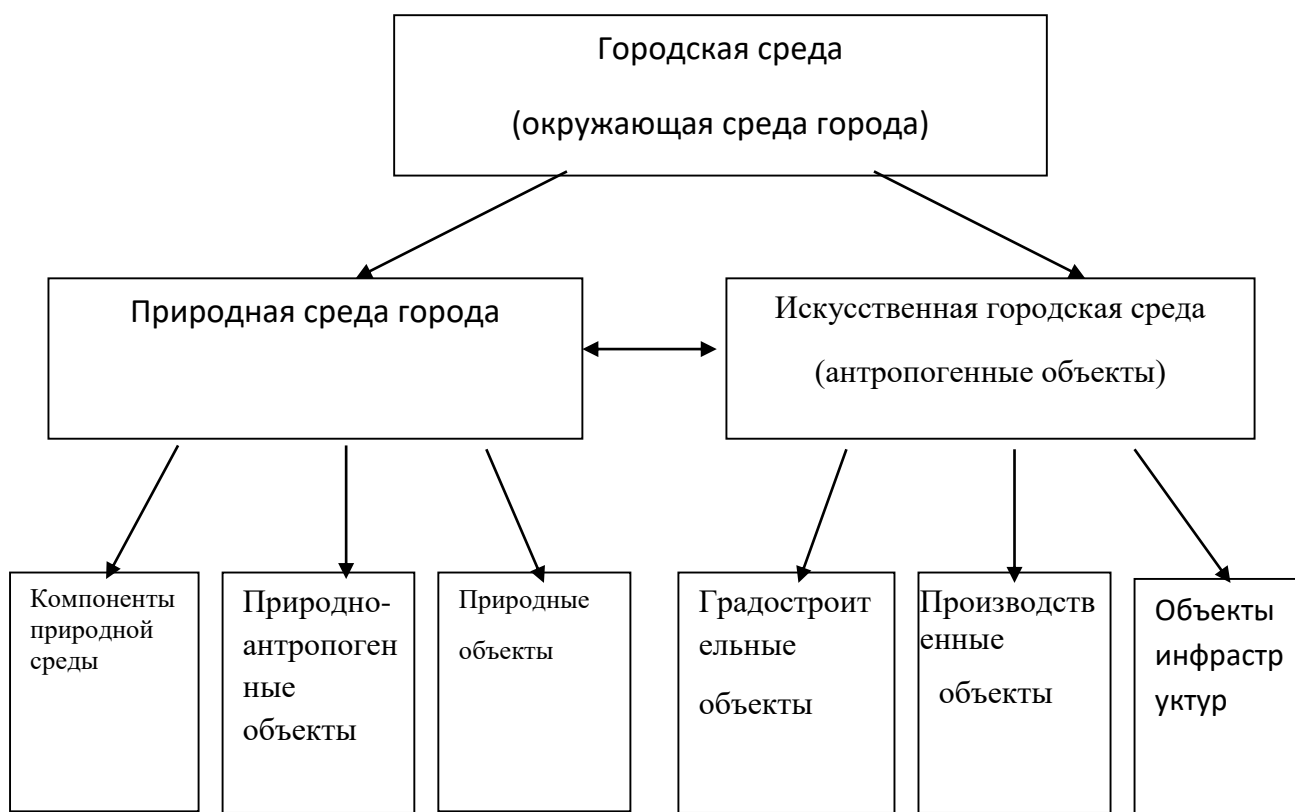 Городская среда
(окружающая среда города)
Природная среда города
Искусственная городская среда
(антропогенные объекты)
Компоненты
природной
среды
Природно-
антропоген
ные
объекты
Природные
объекты
Градостроит
ельные
объекты
Производств
енные
объекты
Объекты
инфрастр
уктур